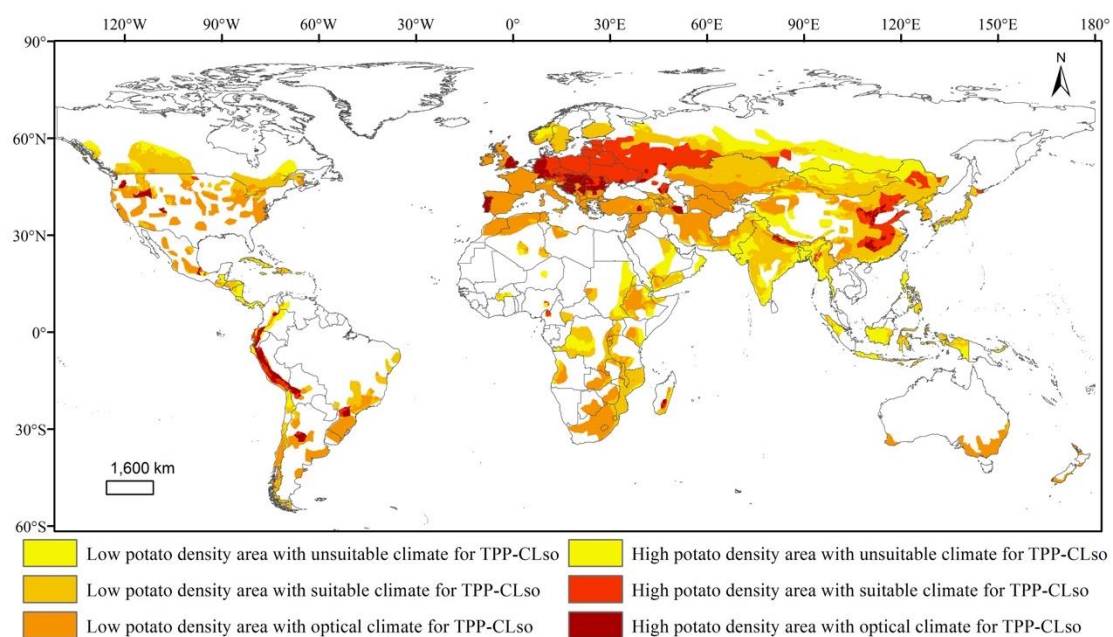 120°W 90°W 60°W 30°W 0° 30°E 60°E 90°E 120°E 150°E 180°
90°
N
60°N
30°N
0°
30°S
1,600 km
60°S
Low potato density area with unsuitable climate for TPP-CLso
High potato density area with unsuitable climate for TPP-CLso
Low potato density area with suitable climate for TPP-CLso
High potato density area with suitable climate for TPP-CLso
Low potato density area with optical climate for TPP-CLso
High potato density area with optical climate for TPP-CLso